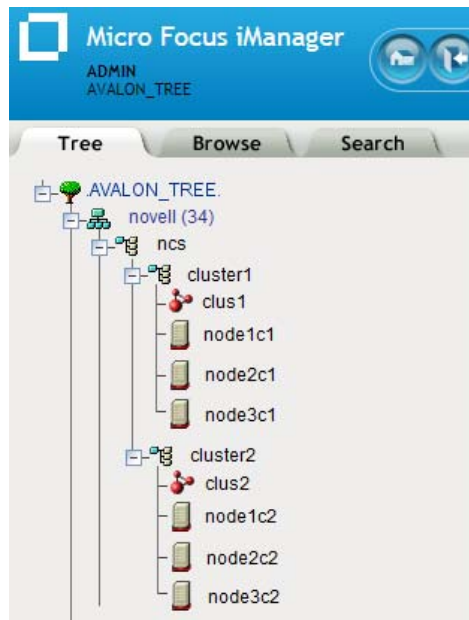 Micro Focus iManager
ADMIN
AVALON_TREE
Tree Browse Search
.AVALON_TREE.
novell (34)
ncs
cluster1
clus1
node1c1
node2c1
node3c1
cluster2
clus2
node1c2
node2c2
node3c2